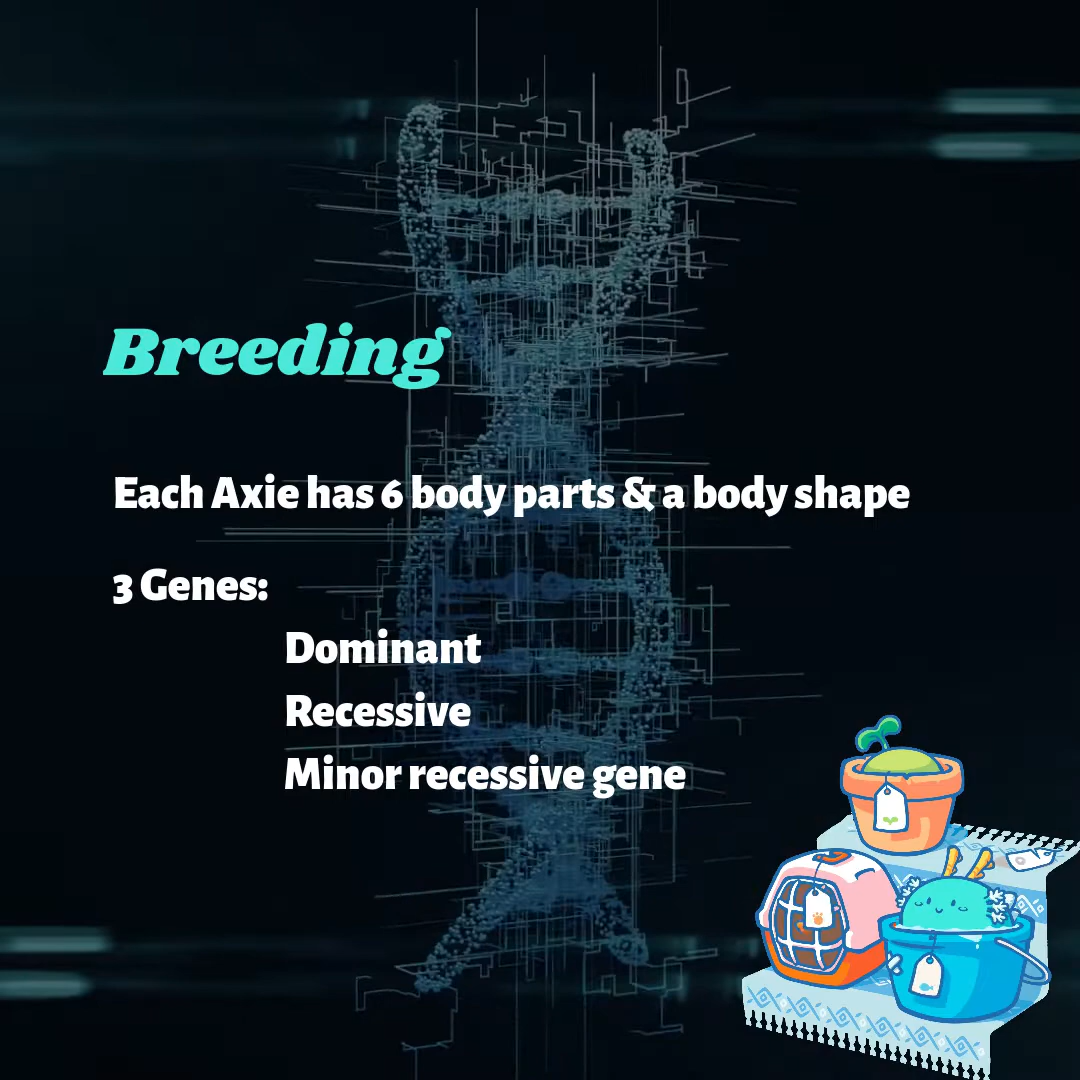 Breeding
Each Axie has 6 body parts & a body shape
3 Genes:
Dominant
Recessive
Minor recessive gene